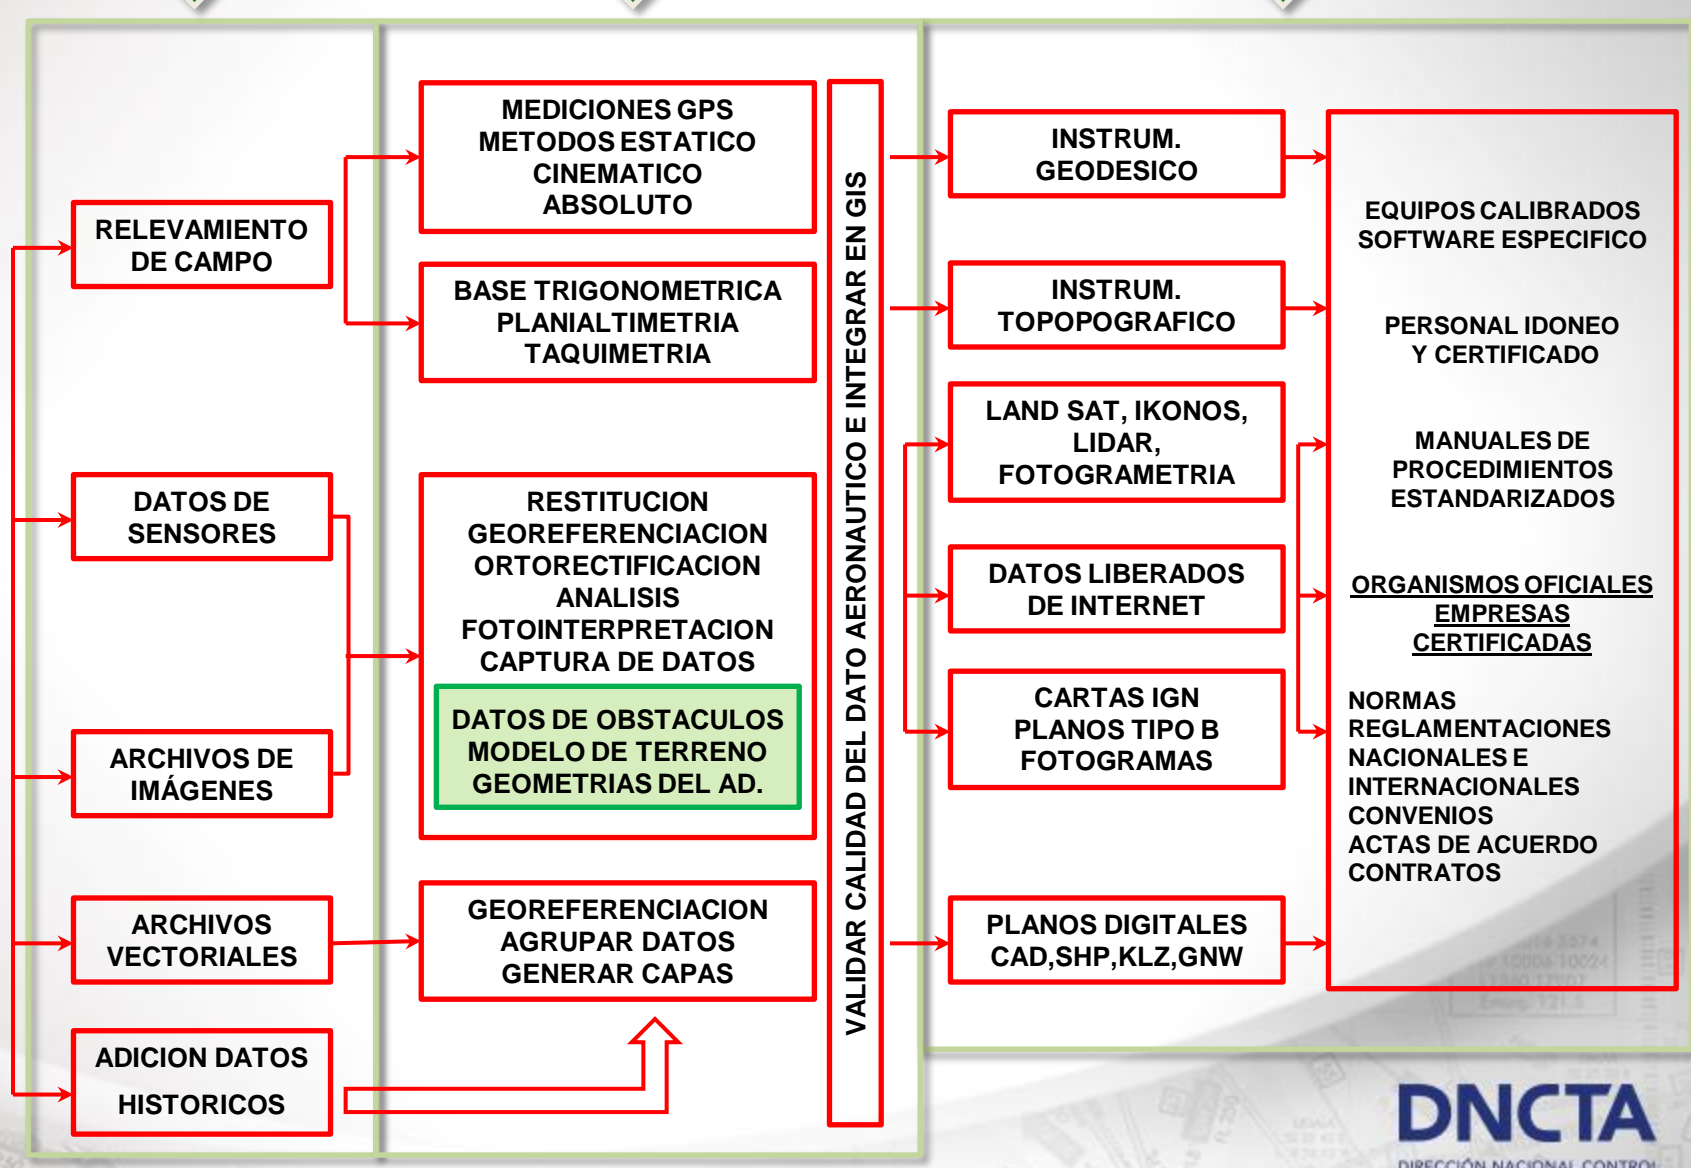 RELEVAMIENTO
DE CAMPO
DATOS DE
SENSORES
ARCHIVOS DE
IMÁGENES
ARCHIVOS
VECTORIALES
ADICION DATOS
HISTORICOS
MEDICIONES GPS
METODOS ESTATICO
CINEMATICO
ABSOLUTO
BASE TRIGONOMETRICA
PLANIALTIMETRIA
TAQUIMETRIA
RESTITUCION
GEOREFERENCIACION
ORTORECTIFICACION
ANALISIS
FOTOINTERPRETACION
CAPTURA DE DATOS
DATOS DE OBSTACULOS
MODELO DE TERRENO
GEOMETRIAS DEL AD.
GEOREFERENCIACION
AGRUPAR DATOS
GENERAR CAPAS
VALIDAR CALIDAD DEL DATO AERONAUTICO E INTEGRAR EN GIS
INSTRUM.
GEODESICO
INSTRUM.
TOPOPOGRAFICO
LAND SAT, IKONOS,
LIDAR,
FOTOGRAMETRIA
DATOS LIBERADOS
DE INTERNET
CARTAS IGN
PLANOS TIPO B
FOTOGRAMAS
PLANOS DIGITALES
CAD,SHP,KLZ,GNW
EQUIPOS CALIBRADOS
SOFTWARE ESPECIFICO
PERSONAL IDONEO
Y CERTIFICADO
MANUALES DE
PROCEDIMIENTOS
ESTANDARIZADOS
ORGANISMOS OFICIALES
EMPRESAS
CERTIFICADAS
NORMAS
REGLAMENTACIONES
NACIONALES E
INTERNACIONALES
CONVENIOS
ACTAS DE ACUERDO
CONTRATOS
DNCTA
DIRECCIÓN NACIONAL CONTROL